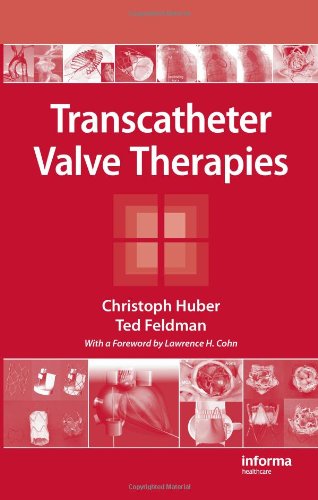 Transcatheter
Valve Therapies
Christoph Huber
Ted Feldman
With a Foreword by Lawrence H. Cohn
informa
healthcare